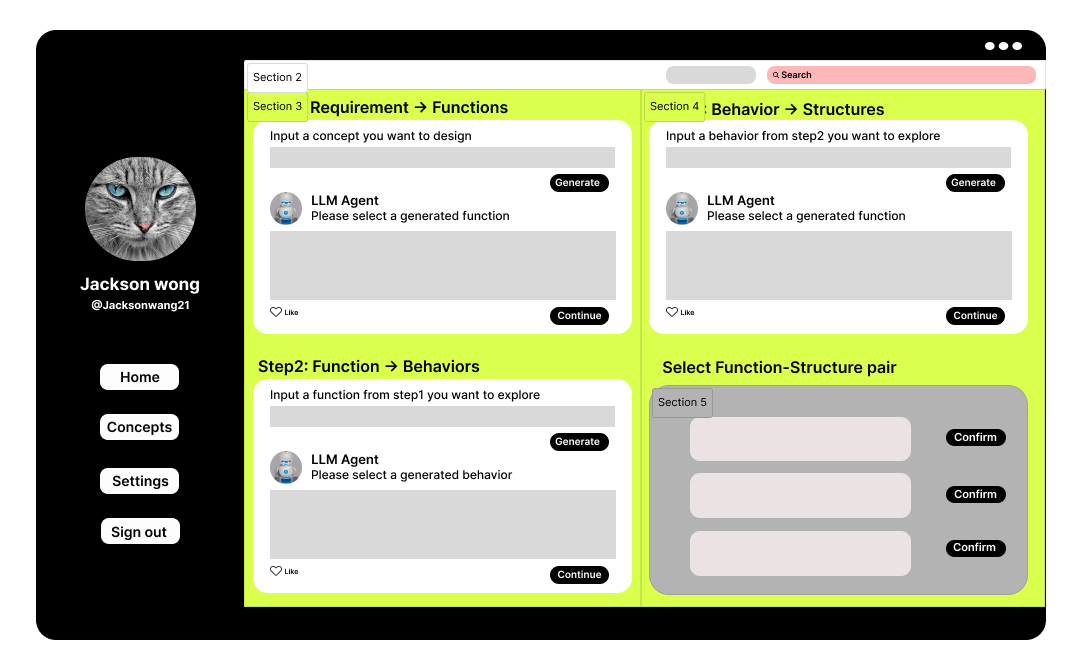 Section 2
Search
Section 3
Requirement → Functions
Input a concept you want to design
Generate
LLM Agent
Please select a generated function
Like
Continue
Section 4
: Behavior → Structures
Input a behavior from step2 you want to explore
Generate
LLM Agent
Please select a generated function
Like
Continue
Jackson wong
@Jacksonwang21
Home
Concepts
Settings
Sign out
Step2: Function → Behaviors
Input a function from step1 you want to explore
Generate
LLM Agent
Please select a generated behavior
Like
Continue
Select Function-Structure pair
Section 5
Confirm
Confirm
Confirm